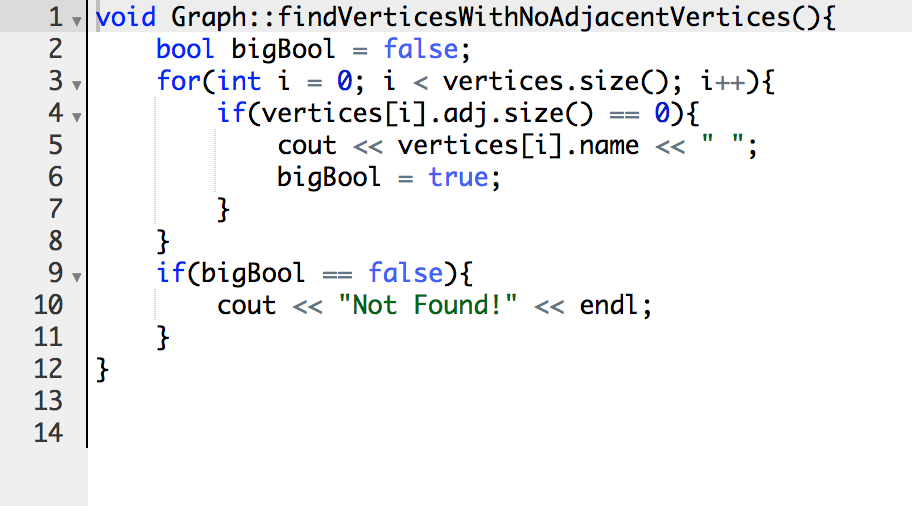 1 void Graph::findVerticesWithNoAdjacentVertices(){
2     bool bigBool = false;
3     for(int i = 0; i < vertices.size(); i++){
4         if(vertices[i].adj.size() == 0){
5             cout << vertices[i].name << " ";
6             bigBool = true;
7         }
8     }
9     if(bigBool == false){
10         cout << "Not Found!" << endl;
11     }
12 }
13
14